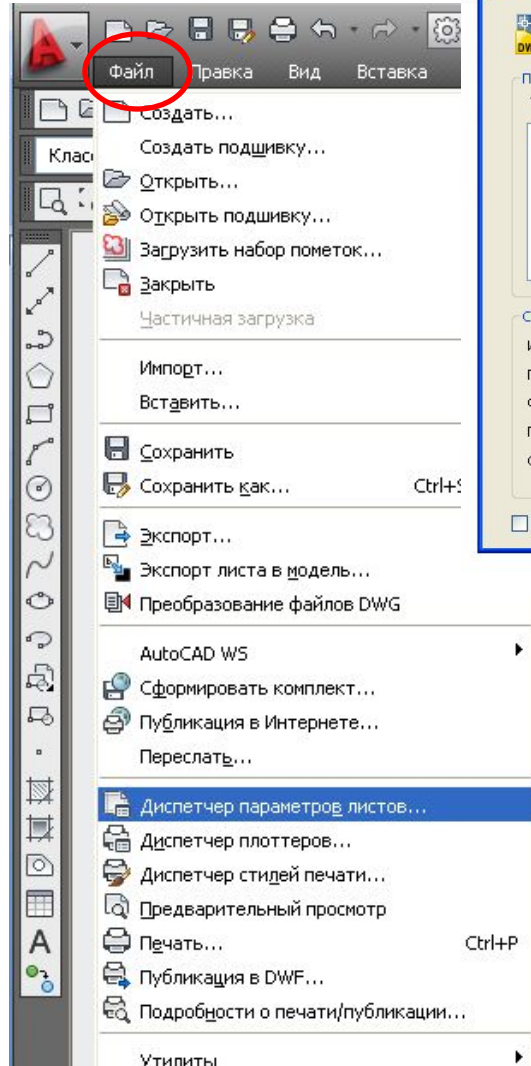 Файл Правка Вид Вставка
Создать...
Создать подшивку...
Открыть...
Открыть подшивку...
Загрузить набор пометок...
Закрыть
Частичная загрузка
Импорт...
Вставить...
Сохранить
Сохранить как... Ctrl+S
Экспорт...
Экспорт листа в модель...
Преобразование файлов DWG
AutoCAD WS
Сформировать комплект...
Публикация в Интернете...
Переслать...
Диспетчер параметров листов...
Диспетчер плоттеров...
Диспетчер стилей печати...
Предварительный просмотр
Печать... Ctrl+P
Публикация в DWF...
Подробности о печати/публикации...
Утилиты